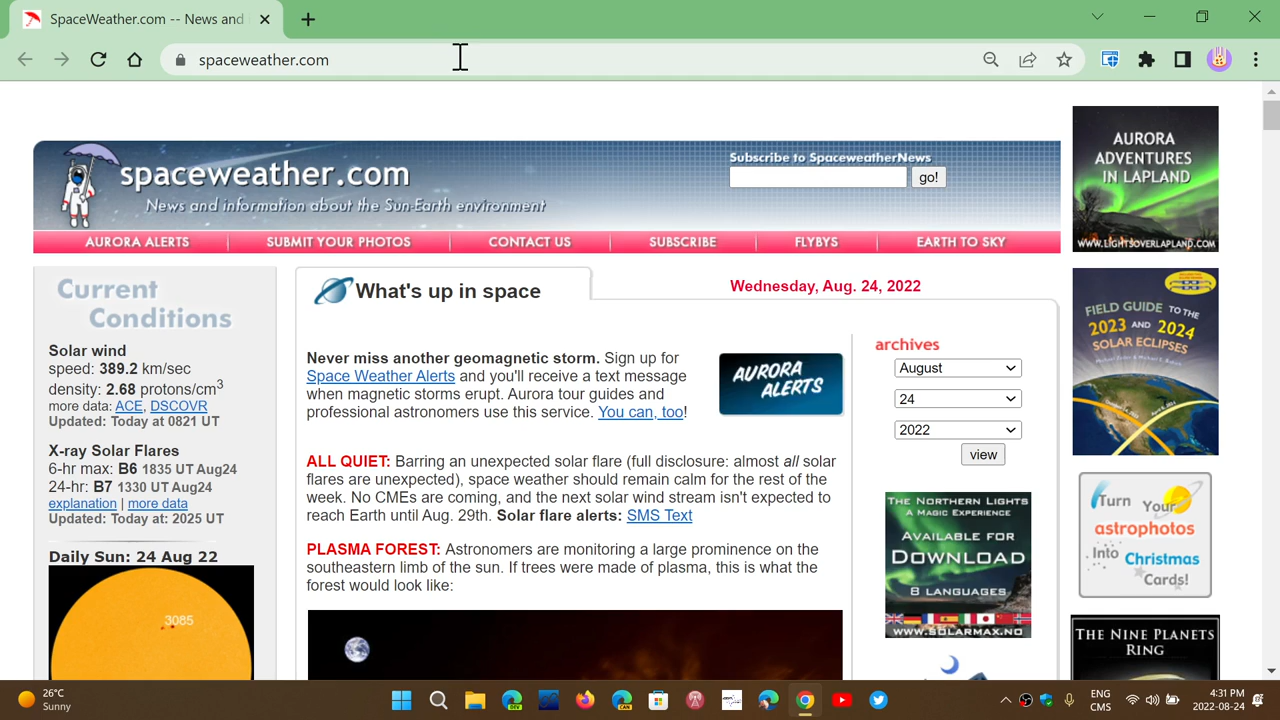 SpaceWeather.com -- News and
spaceweather.com
spaceweather.com
News and information about the Sun-Earth environment
Subscribe to SpaceweatherNews
go!
AURORA ALERTS
SUBMIT YOUR PHOTOS
CONTACT US
SUBSCRIBE
FLYBYS
EARTH TO SKY
Current
Conditions
Solar wind
speed: 389.2 km/sec
density: 2.68 protons/cm3
more data: ACE, DSCOVR
Updated: Today at 0821 UT
X-ray Solar Flares
6-hr max: B6 1835 UT Aug24
24-hr: B7 1330 UT Aug24
explanation | more data
Updated: Today at: 2025 UT
Daily Sun: 24 Aug 22
3085
What's up in space
Wednesday, Aug. 24, 2022
Never miss another geomagnetic storm. Sign up for
Space Weather Alerts and you'll receive a text message
when magnetic storms erupt. Aurora tour guides and
professional astronomers use this service. You can, too!
AURORA
ALERTS
ALL QUIET: Barring an unexpected solar flare (full disclosure: almost all solar
flares are unexpected), space weather should remain calm for the rest of the
week. No CMEs are coming, and the next solar wind stream isn't expected to
reach Earth until Aug. 29th. Solar flare alerts: SMS Text
PLASMA FOREST: Astronomers are monitoring a large prominence on the
southeastern limb of the sun. If trees were made of plasma, this is what the
forest would look like:
archives
August
24
2022
view
THE NORTHERN LIGHTS
A MAGIC EXPERIENCE
AVAILABLE FOR
DOWNLOAD
8 LANGUAGES
WWW.SOLARMAX.NO
AURORA
ADVENTURES
IN LAPLAND
WWW.LIGHTSOVERLAPLAND.COM
FIELD GUIDE TO THE
2023 AND 2024
SOLAR ECLIPSES
Turn Your
astrophotos
Into Christmas
Cards!
THE NINE PLANETS
RING
26°C
Sunny
DEV
CAN
ENG
CMS
4:31 PM
2022-08-24